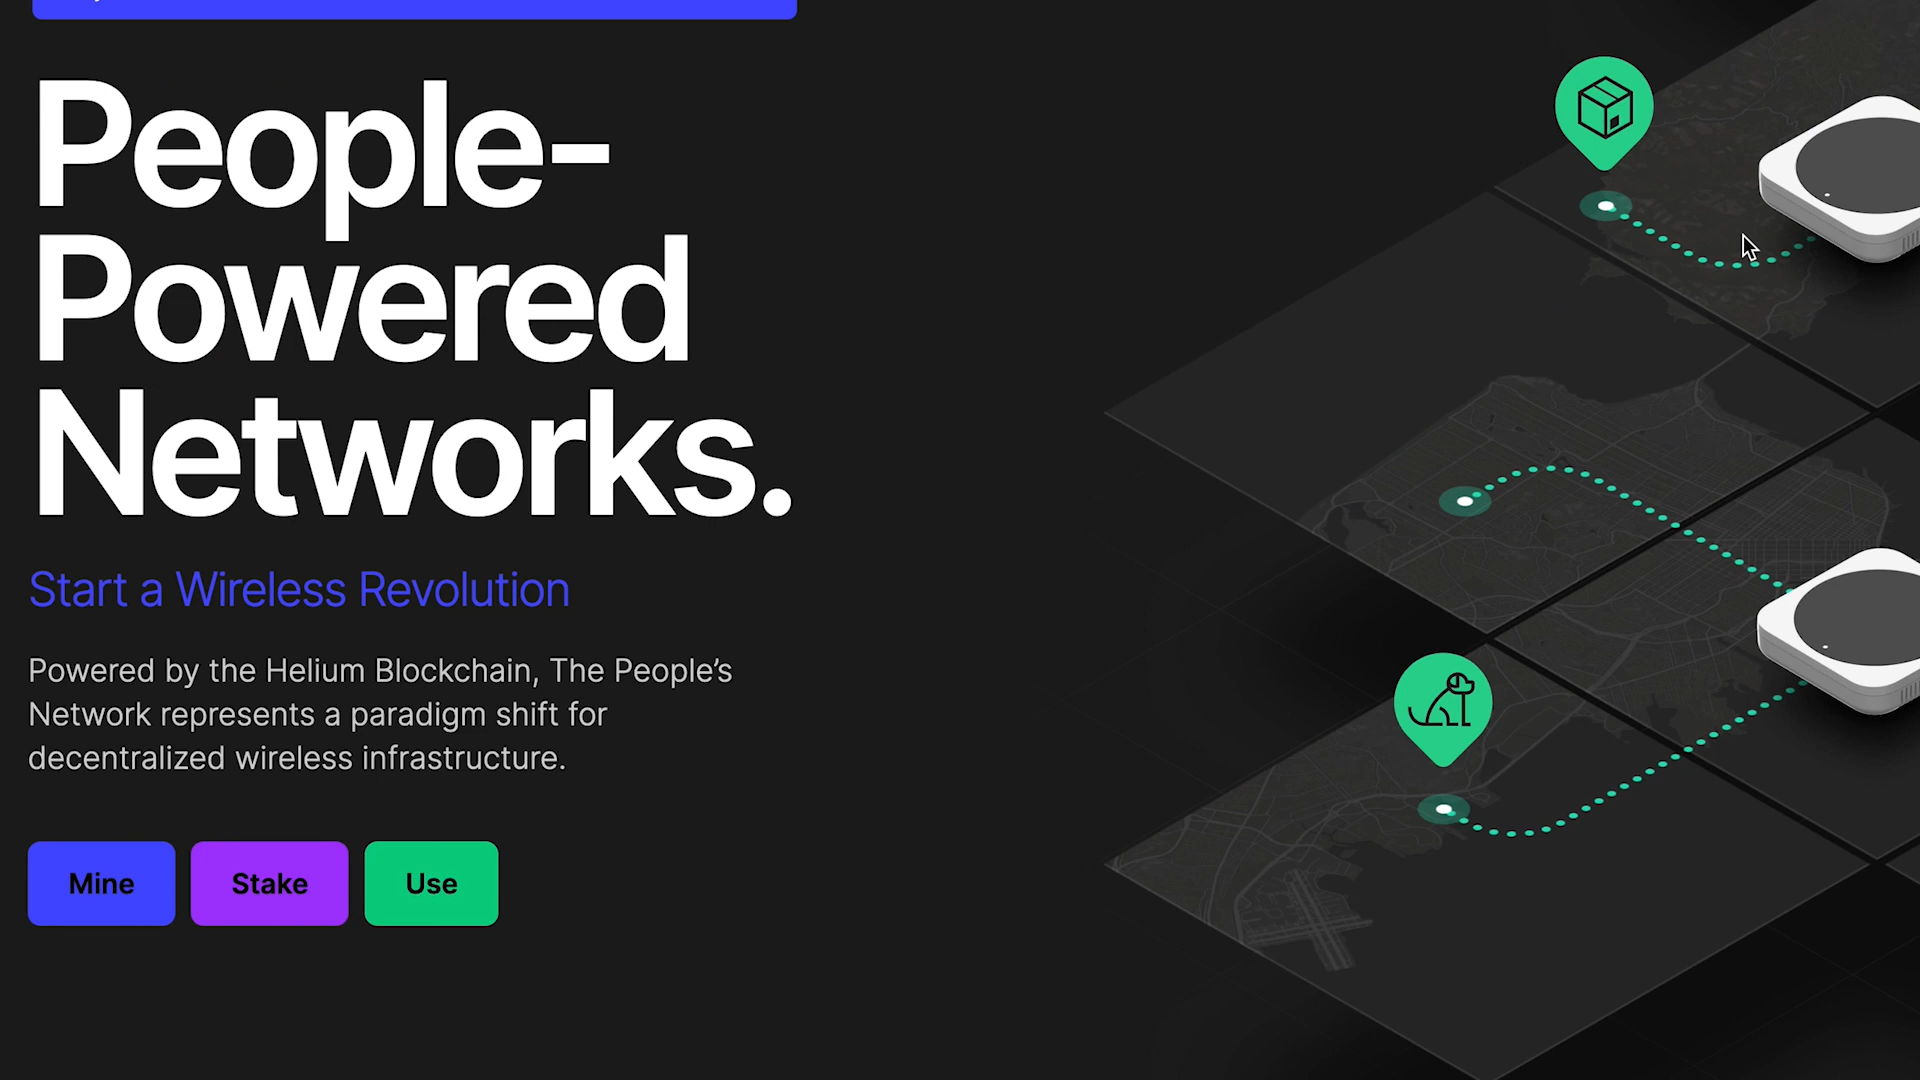 People-
Powered
Networks.
Start a Wireless Revolution
Powered by the Helium Blockchain, The People’s
Network represents a paradigm shift for
decentralized wireless infrastructure.
Mine
Stake
Use